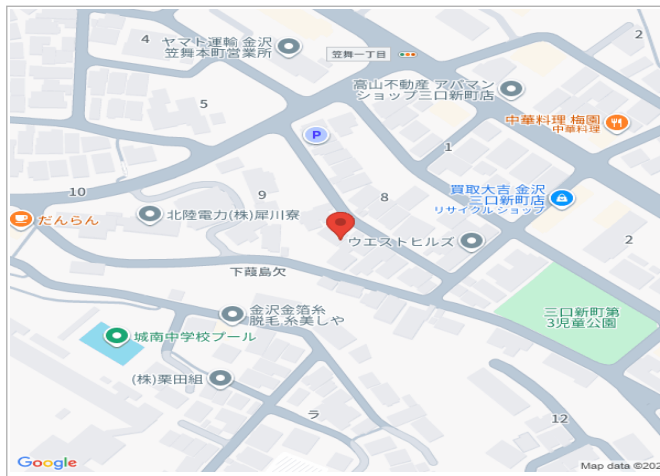 4
ヤマト運輸 金沢
笠舞本町営業所
笠舞一丁目
2
高山不動産 アパマン
ショップ三口新町店
5
中華料理 梅園
中華料理
P
1
10
9
8
買取大吉 金沢
三口新町店
リサイクルショップ
だんらん
北陸電力(株)犀川寮
ウエストヒルズ
2
下葭島欠
金沢金箔糸
脱毛 糸美しや
三口新町第
3児童公園
城南中学校プール
(株)栗田組
ラ
12
Google
Map data ©202